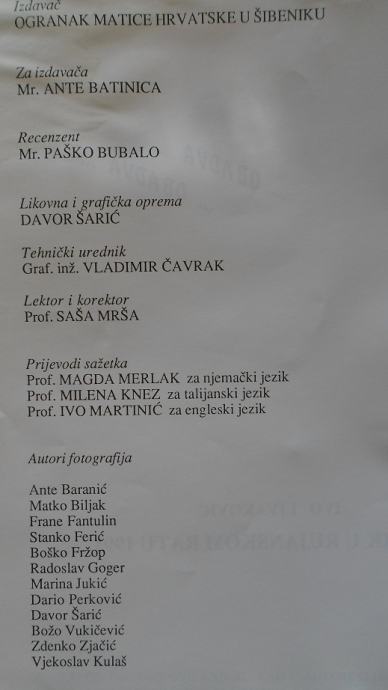 Izdavač
OGRANAK MATICE HRVATSKE U ŠIBENIKU
Za izdavača
Mr. ANTE BATINICA
Recenzent
Mr. PAŠKO BUBALO
Likovna i grafička oprema
DAVOR ŠARIĆ
Tehnički urednik
Graf. inž. VLADIMIR ČAVRAK
Lektor i korektor
Prof. SAŠA MRŠA
Prijevodi sažetka
Prof. MAGDA MERLAK za njemački jezik
Prof. MILENA KNEZ za talijanski jezik
Prof. IVO MARTINIĆ za engleski jezik
Autori fotografija
Ante Baranić
Matko Biljak
Frane Fantulin
Stanko Ferić
Boško Fržop
Radoslav Goger
Marina Jukić
Dario Perković
Davor Šarić
Božo Vukičević
Zdenko Zjačić
Vjekoslav Kulaš